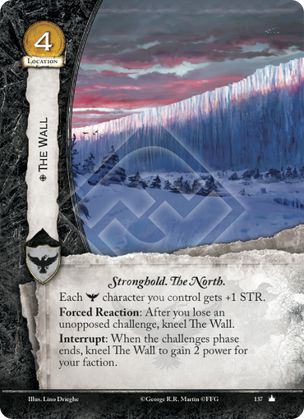 4
LOCATION
THE WALL
Stronghold. The North.
Each character you control gets +1 STR.
Forced Reaction: After you lose an
unopposed challenge, kneel The Wall.
Interrupt: When the challenges phase
ends, kneel The Wall to gain 2 power for
your faction.
Illus. Lino Drieghe ©George R.R. Martin ©FFG 137